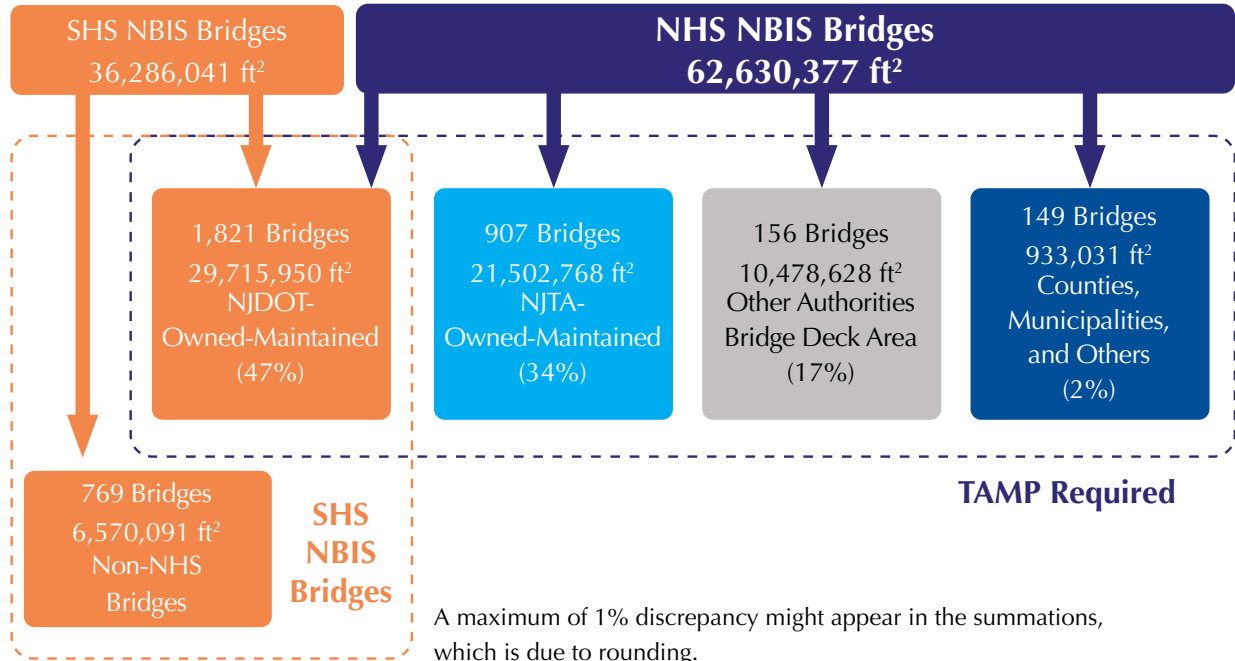 SHS NBIS Bridges
36,286,041 ft²
NHS NBIS Bridges
62,630,377 ft²
1,821 Bridges
29,715,950 ft²
NJDOT-
Owned-Maintained
(47%)
907 Bridges
21,502,768 ft²
NJTA-
Owned-Maintained
(34%)
156 Bridges
10,478,628 ft²
Other Authorities
Bridge Deck Area
(17%)
149 Bridges
933,031 ft²
Counties,
Municipalities,
and Others
(2%)
TAMP Required
769 Bridges
6,570,091 ft²
Non-NHS
Bridges
SHS
NBIS
Bridges
A maximum of 1% discrepancy might appear in the summations,
which is due to rounding.